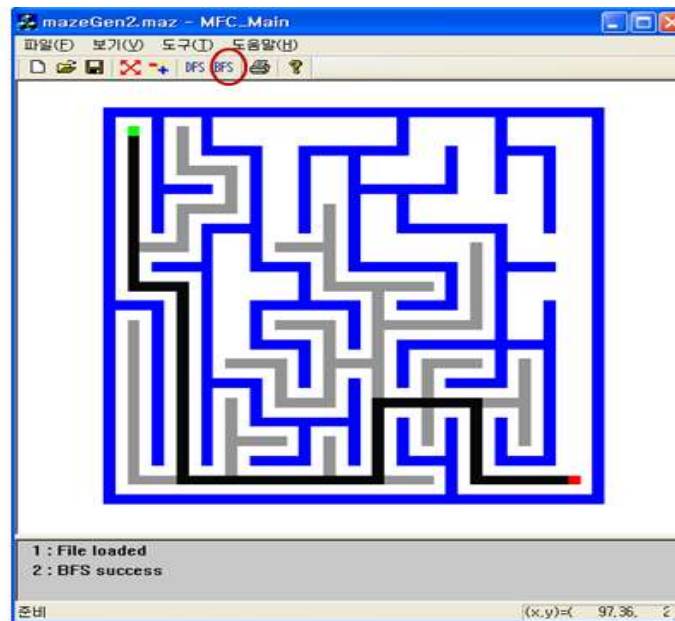 mazeGen2.maz - MFC_Main
파일(F) 보기(V) 도구(T) 도움말(H)
DFS BFS
1 : File loaded
2 : BFS success
준비 (x,y)=( 97,36, 2